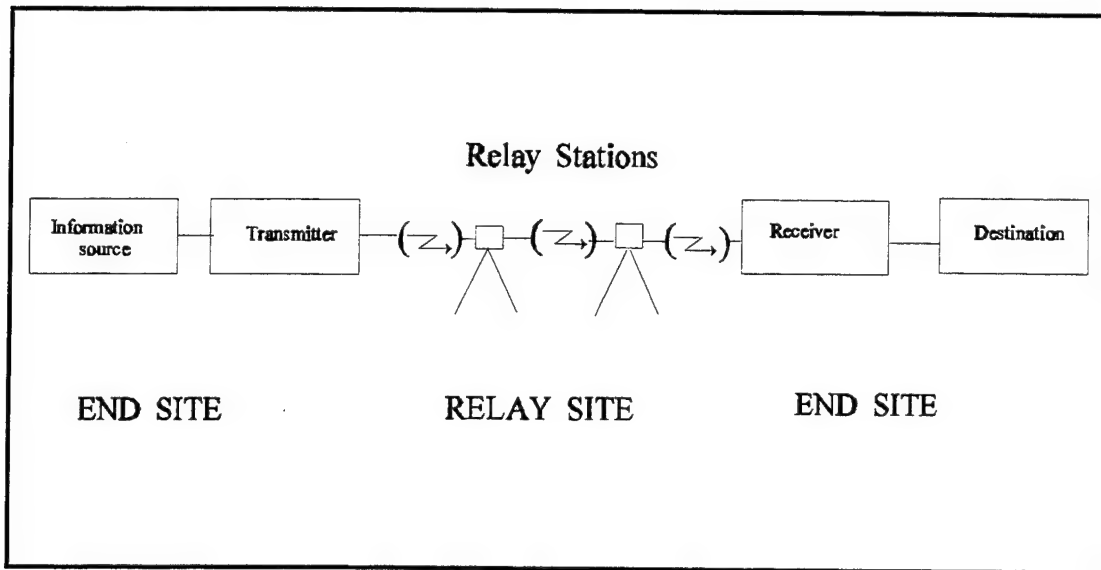 Relay Stations
Information
source
Transmitter
Receiver
Destination
END SITE
RELAY SITE
END SITE